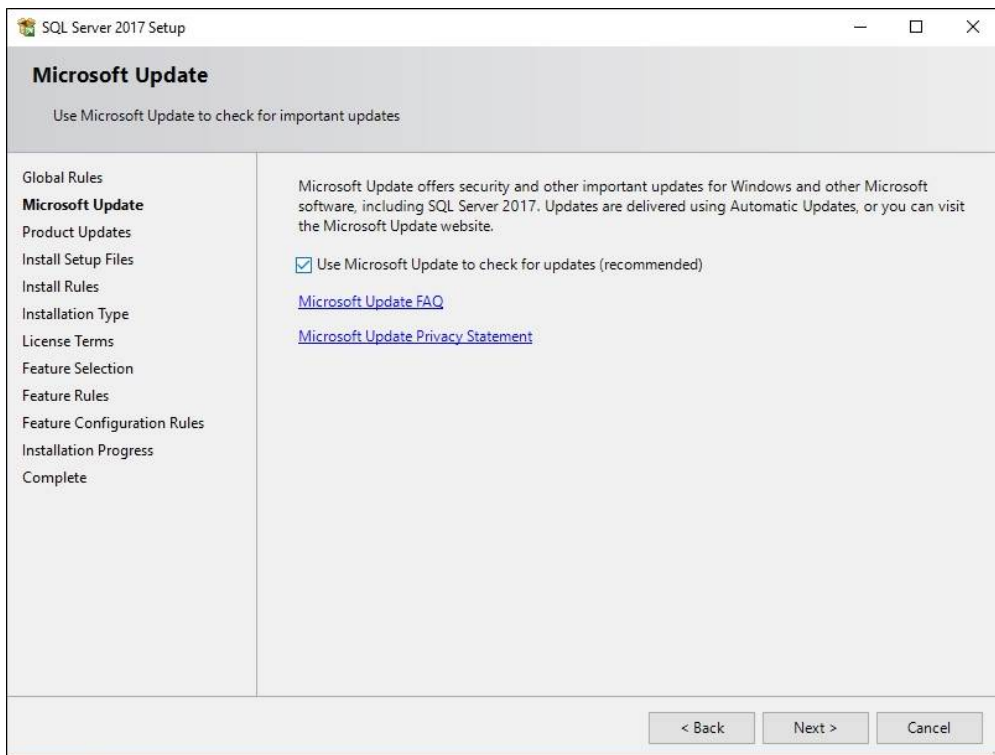 SQL Server 2017 Setup
Microsoft Update
Use Microsoft Update to check for important updates
Global Rules
Microsoft Update
Product Updates
Install Setup Files
Install Rules
Installation Type
License Terms
Feature Selection
Feature Rules
Feature Configuration Rules
Installation Progress
Complete
Microsoft Update offers security and other important updates for Windows and other Microsoft
software, including SQL Server 2017. Updates are delivered using Automatic Updates, or you can visit
the Microsoft Update website.
Use Microsoft Update to check for updates (recommended)
Microsoft Update FAQ
Microsoft Update Privacy Statement
< Back Next > Cancel